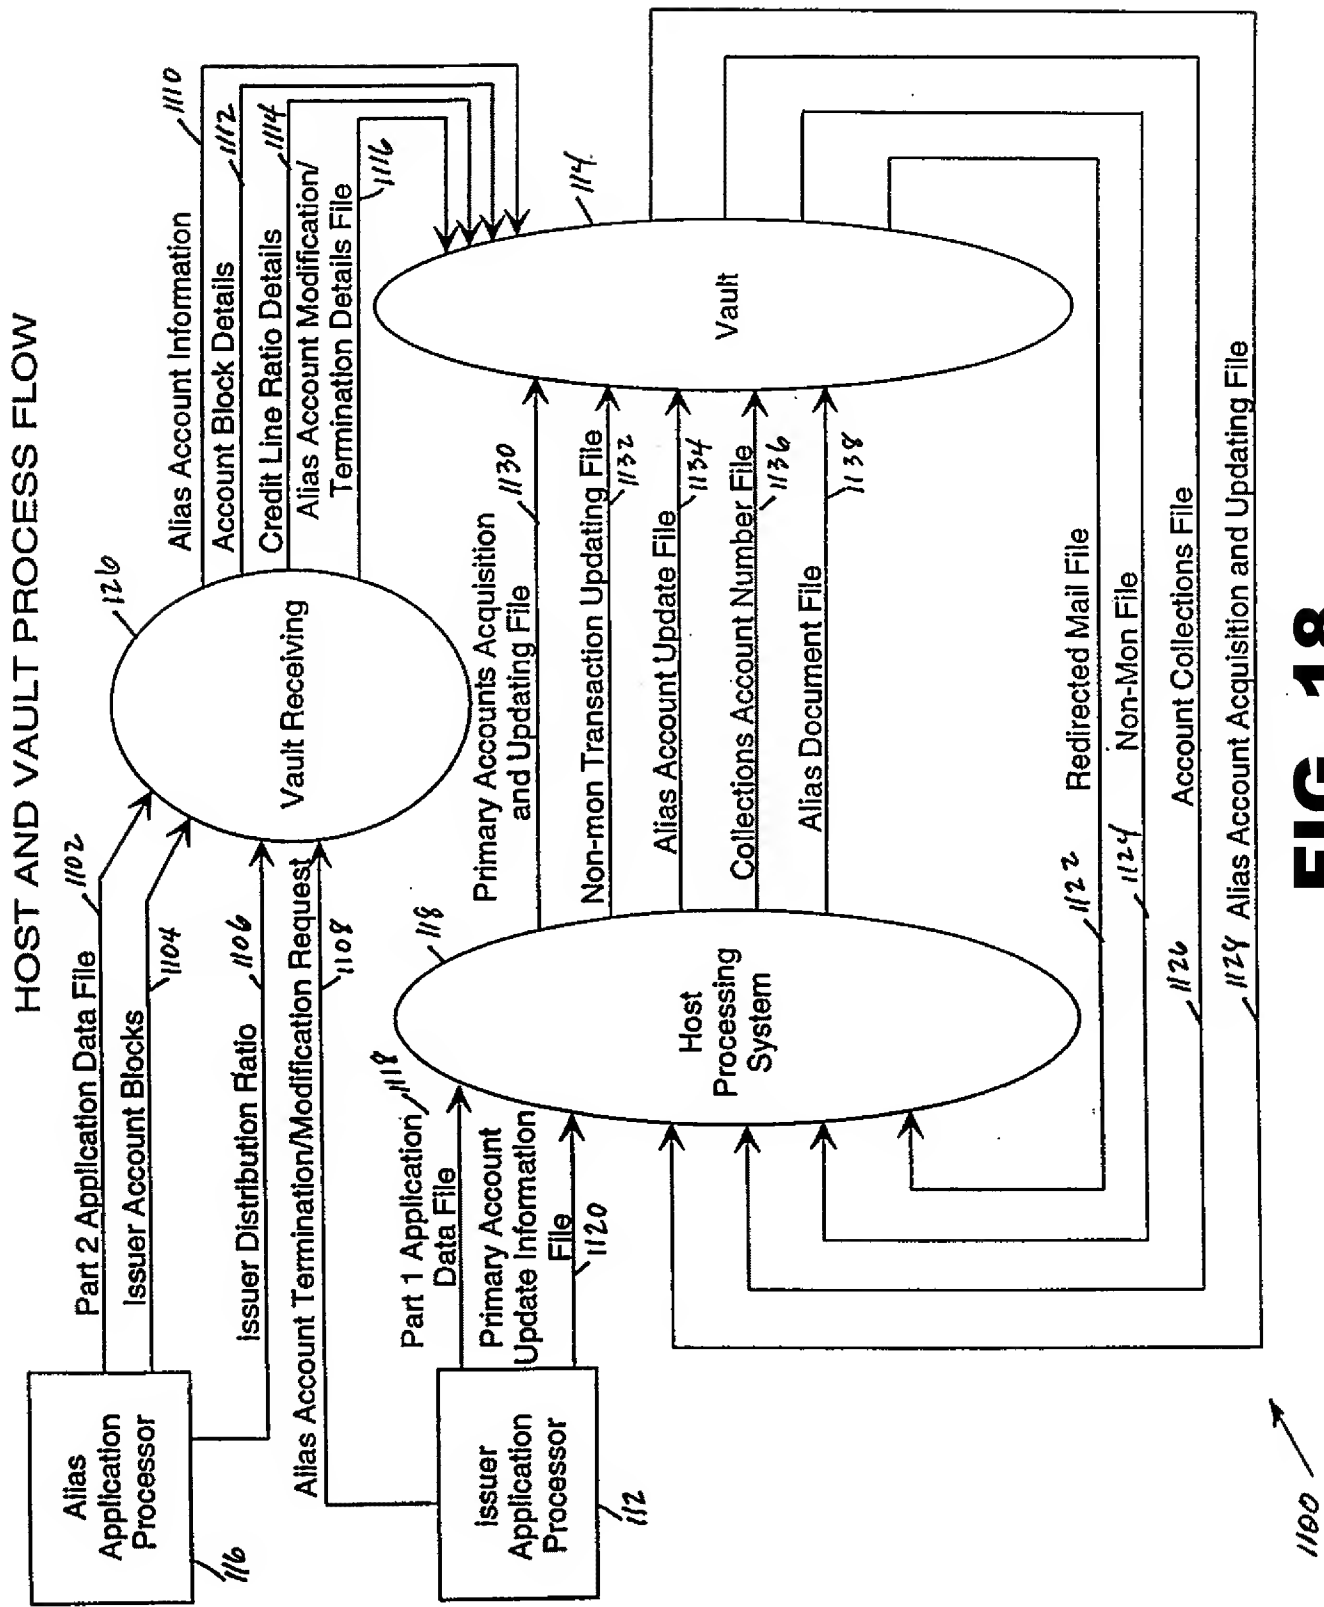 HOST AND VAULT PROCESS FLOW
Alias
Application
Processor
116
Part 2 Application Data File
1102
Issuer Account Blocks
1104
Issuer Distribution Ratio
1106
Alias Account Termination/Modification Request
1108
Issuer
Application
Processor
112
Part 1 Application
Data File
1118
Primary Account
Update Information
File
1120
Vault Receiving
126
Alias Account Information
1110
Account Block Details
1112
Credit Line Ratio Details
1114
Alias Account Modification/
Termination Details File
1116
Host
Processing
System
118
Primary Accounts Acquisition
and Updating File
1130
Non-mon Transaction Updating File
1132
Alias Account Update File
1134
Collections Account Number File
1136
Alias Document File
1138
Vault
114
1122
Redirected Mail File
1124
Non-Mon File
1126
Account Collections File
1128
Alias Account Acquisition and Updating File
1100
FIG. 18